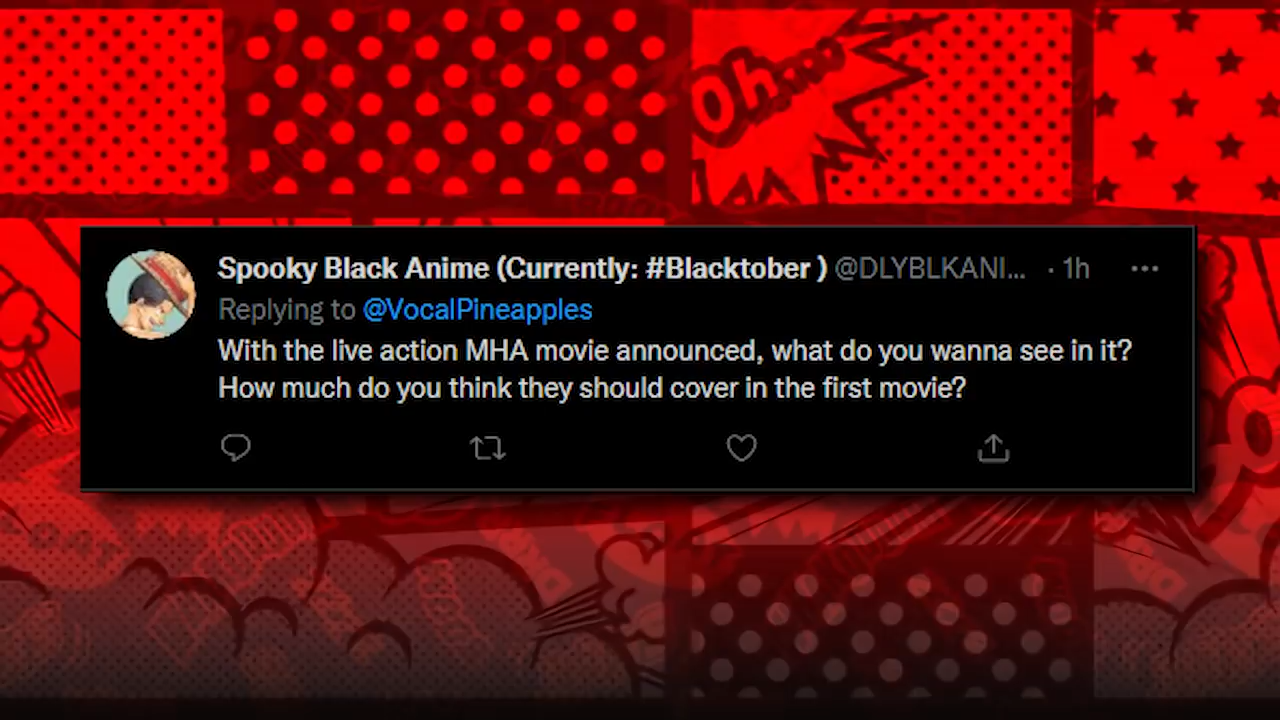 Oh...
Spooky Black Anime (Currently: #Blacktober ) @DLYBLKANI... · 1h
Replying to @VocalPineapples
With the live action MHA movie announced, what do you wanna see in it?
How much do you think they should cover in the first movie?